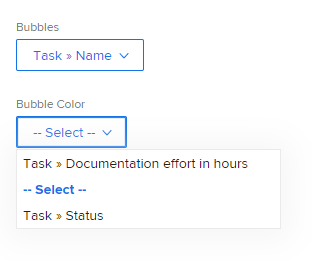 Bubbles
Task » Name
Bubble Color
-- Select --
Task » Documentation effort in hours
-- Select --
Task » Status